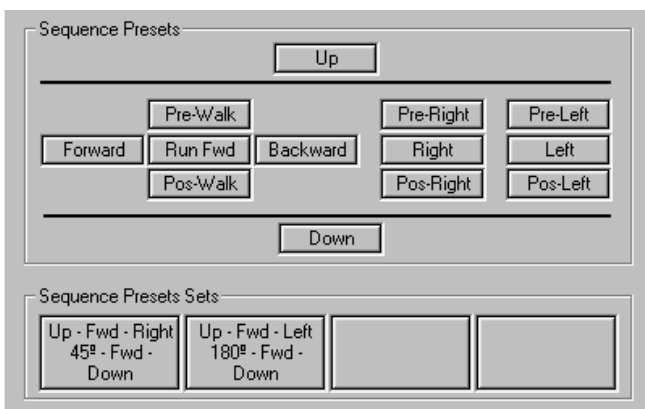 Sequence Presets
Up
Pre-Walk
Pre-Right
Pre-Left
Forward
Run Fwd
Backward
Right
Left
Pos-Walk
Pos-Right
Pos-Left
Down
Sequence Presets Sets
Up - Fwd - Right
45º - Fwd -
Down
Up - Fwd - Left
180º - Fwd -
Down